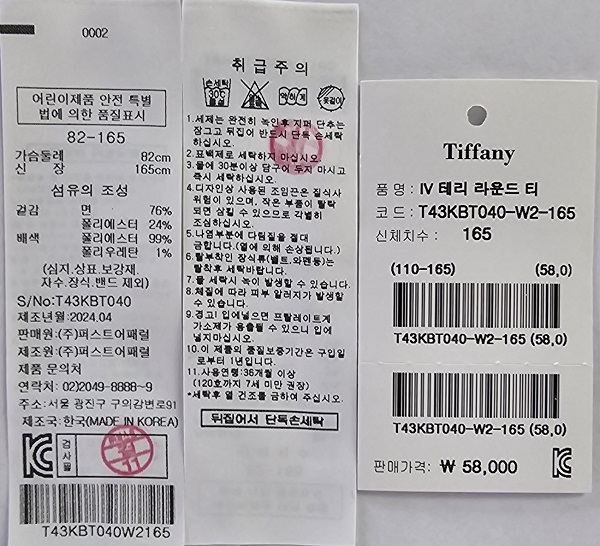 0002
어린이제품 안전 특별
법에 의한 품질표시
82-165
가슴둘레 82cm
신 장 165cm
섬유의 조성
겉감 면 76%
폴리에스터 24%
배색 폴리에스터 99%
폴리우레탄 1%
(심지.상표.보강재.
자수.장식.밴드 제외)
S/No:T43KBT040
제조년월:2024.04
판매원:(주)퍼스트어패럴
제조원:(주)퍼스트어패럴
제품 문의처
연락처: 02)2049-8888~9
주소:서울 광진구 구의강변로91
제조국:한국(MADE IN KOREA)
검사필
T43KBT040W2165
취급주의
손세탁
30℃
중성
약하게
옷걸이
1.세제는 완전히 녹인후 지퍼 단추는
잠그고 뒤집어 반드시 단독 손세탁
하십시오.
2.표백제로 세탁하지 마십시오.
3.물에 30분이상 담구어 두지 마시고
즉시 세탁하십시오.
4.디자인상 사용된 조임끈은 질식사
위험이 있으며, 작은 부품이 탈락
되면 삼킬 수 있으므로 각별히
조심하십시오.
5.나염부분에 다림질을 절대
금합니다.(열에 의해 손상됩니다.)
6.탈부착인 장식류(벨트.와펜등)는
탈착후 세탁바랍니다.
7.물 세탁시 녹이 발생할 수 있습니다.
8.체질에 따라 피부 알러지가 발생할
수 있습니다.
9.경고! 입에넣으면 프탈레이트계
가소제가 용출될 수 있으니 입에
넣지마십시오.
10.이 제품의 품질보증기간은 구입일
로부터 1년입니다.
11.사용연령:36개월 이상
(120호까지 7세 미만 권장)
*세탁후 열 건조를 금하여 주십시오.
뒤집어서 단독손세탁
Tiffany
품 명 : IV 테리 라운드 티
코 드 : T43KBT040-W2-165
신체치수 : 165
(110-165) (58,0)
T43KBT040-W2-165 (58,0)
T43KBT040-W2-165 (58,0)
판매가격: ₩ 58,000